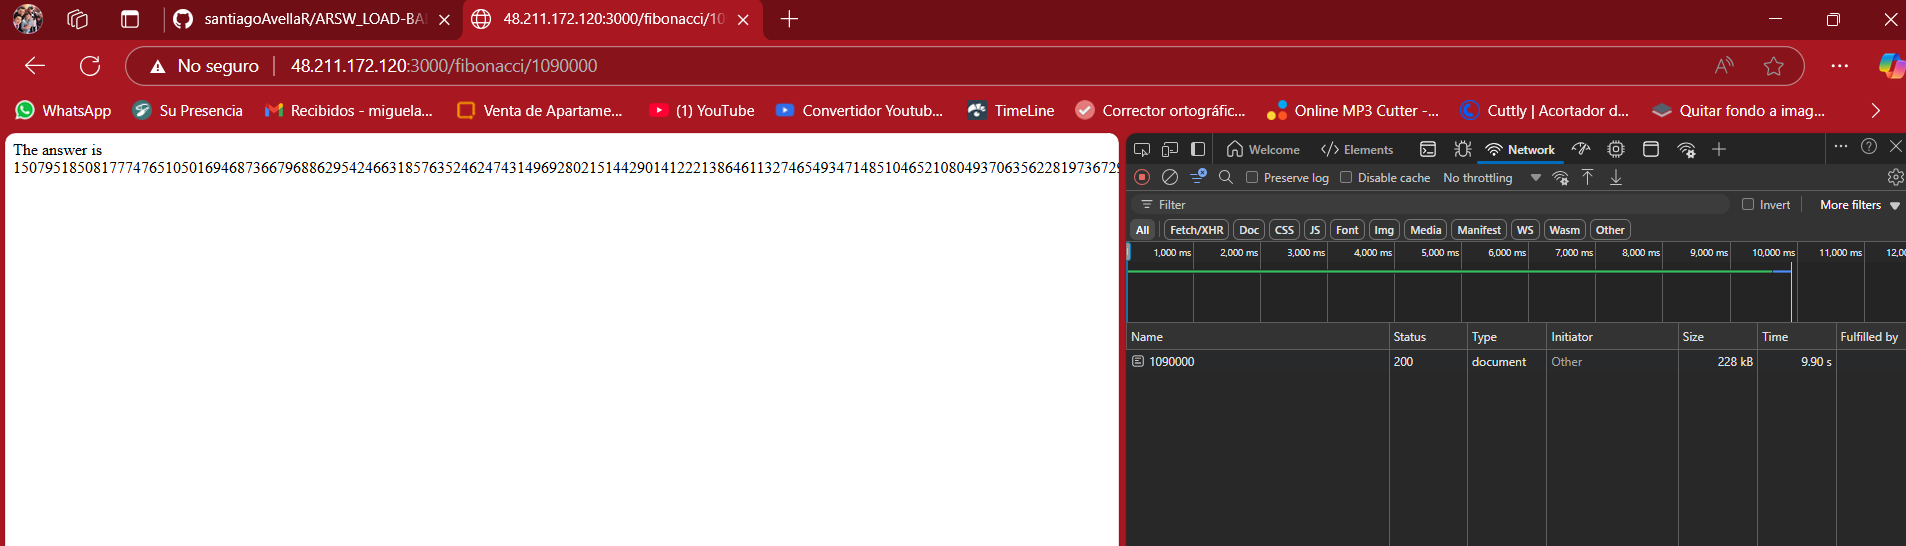 santiagoAvellaR/ARSW_LOAD-BA
48.211.172.120:3000/fibonacci/10
No seguro
48.211.172.120:3000/fibonacci/1090000
WhatsApp
Su Presencia
Recibidos - miguela...
Venta de Apartame...
(1) YouTube
Convertidor Youtub...
TimeLine
Corrector ortográfic...
Online MP3 Cutter -...
Cuttly | Acortador d...
Quitar fondo a imag...
The answer is
150795185081777476510501694687366796886295424663185763524624743149692802151442901412221386461132746549347148510465210804937063562281973672
Welcome
Elements
Network
Preserve log
Disable cache
No throttling
Filter
Invert
More filters
All
Fetch/XHR
Doc
CSS
JS
Font
Img
Media
Manifest
WS
Wasm
Other
1,000 ms
2,000 ms
3,000 ms
4,000 ms
5,000 ms
6,000 ms
7,000 ms
8,000 ms
9,000 ms
10,000 ms
11,000 ms
12,0
Name
Status
Type
Initiator
Size
Time
Fulfilled by
1090000
200
document
Other
228 kB
9.90 s